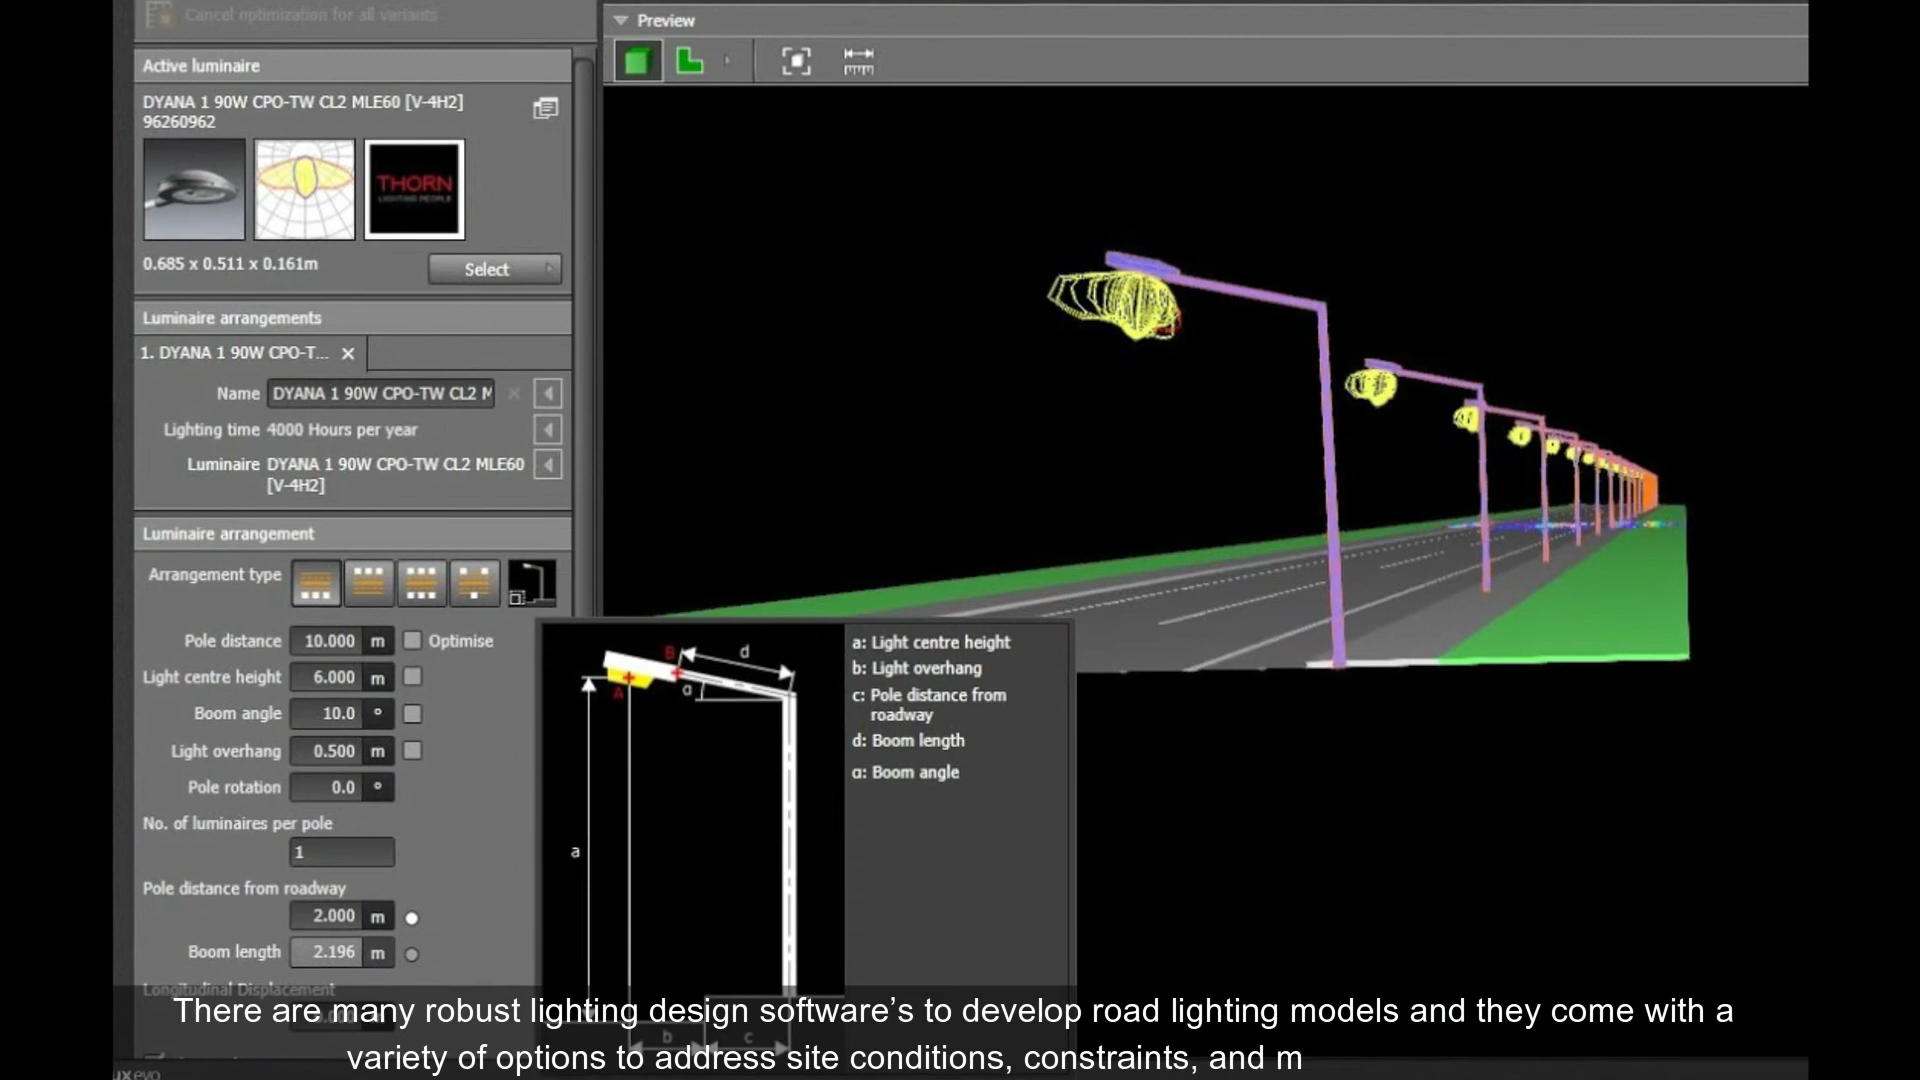 Cancel optimization for all variants
Preview
Active luminaire
DYANA 1 90W CPO-TW CL2 MLE60 [V-4H2]
96260962
THORN
LIGHTING PEOPLE
0.685 x 0.511 x 0.161m
Select
Luminaire arrangements
1. DYANA 1 90W CPO-T...
Name DYANA 1 90W CPO-TW CL2 M
Lighting time 4000 Hours per year
Luminaire DYANA 1 90W CPO-TW CL2 MLE60
[V-4H2]
Luminaire arrangement
Arrangement type
Pole distance 10.000 m Optimise
Light centre height 6.000 m
Boom angle 10.0 °
Light overhang 0.500 m
Pole rotation 0.0 °
No. of luminaires per pole
1
Pole distance from roadway
2.000 m
Boom length 2.196 m
Longitudinal Displacement
B
d
A
α
a
b
c
a: Light centre height
b: Light overhang
c: Pole distance from
roadway
d: Boom length
α: Boom angle
There are many robust lighting design software’s to develop road lighting models and they come with a
variety of options to address site conditions, constraints, and m